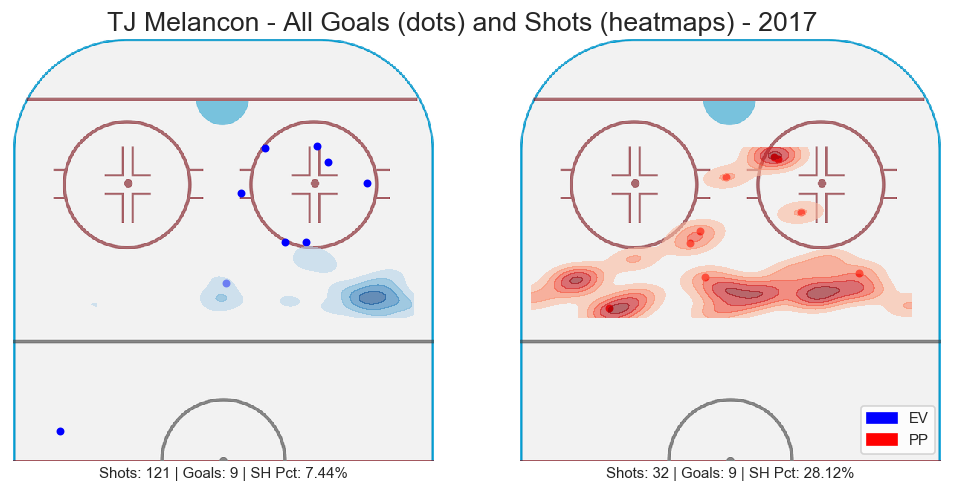 TJ Melancon - All Goals (dots) and Shots (heatmaps) - 2017
EV
PP
Shots: 121 | Goals: 9 | SH Pct: 7.44%
Shots: 32 | Goals: 9 | SH Pct: 28.12%